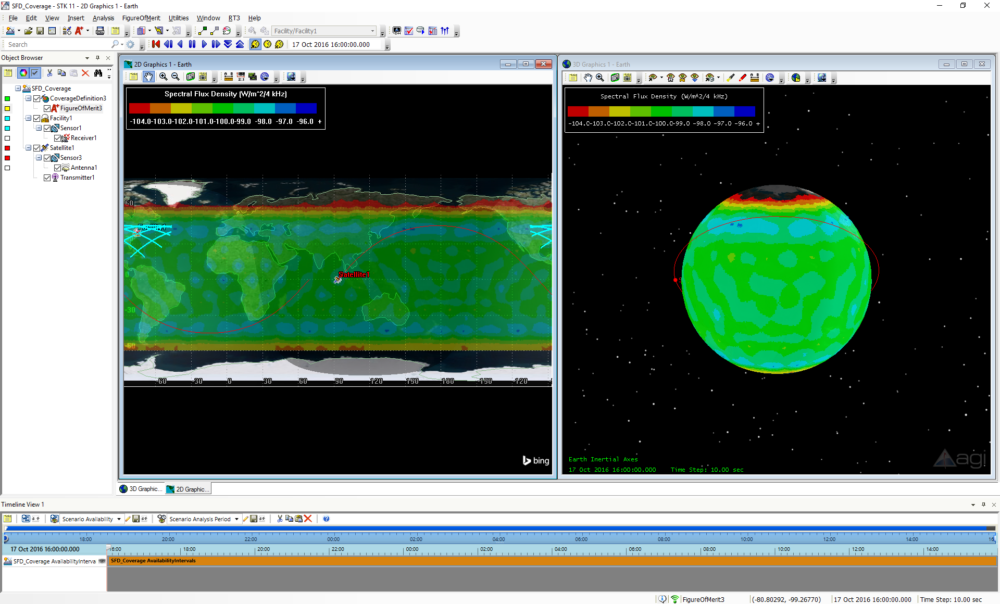 SFD_Coverage - STK 11 - 2D Graphics 1 - Earth
File Edit View Insert Analysis FigureOfMerit Utilities Window RT3 Help
Facility/Facility1
Search
17 Oct 2016 16:00:00.000
Object Browser
SFD_Coverage
CoverageDefinition3
FigureOfMerit3
Facility1
Sensor1
Receiver1
Satellite1
Sensor3
Antenna1
Transmitter1
2D Graphics 1 - Earth
Spectral Flux Density (W/m^2/4 kHz)
-104.0 -103.0 -102.0 -101.0 -100.0 -99.0 -98.0 -97.0 -96.0 +
60
Facility1
0
Satellite1
-30
-60
-60 -30 0 30 60 90 120 150 180 -150 -120
bing
3D Graphics 1 - Earth
Spectral Flux Density (W/m^2/4 kHz)
-104.0 -103.0 -102.0 -101.0 -100.0 -99.0 -98.0 -97.0 -96.0 +
S
Earth Inertial Axes
17 Oct 2016 16:00:00.000 Time Step: 10.00 sec
agi
3D Graphic...
2D Graphic...
Timeline View 1
Scenario Availability
Scenario Analysis Period
18:00 20:00 22:00 00:00 02:00 04:00 06:00 08:00 10:00 12:00 14:00 16
17 Oct 2016 16:00:00.000
6:00 18:00 20:00 22:00 00:00 02:00 04:00 06:00 08:00 10:00 12:00 14:00
SFD_Coverage AvailabilityInterva
SFD_Coverage AvailabilityIntervals
FigureOfMerit3 (-80.80292, -99.26770) 17 Oct 2016 16:00:00.000 Time Step: 10.00 sec